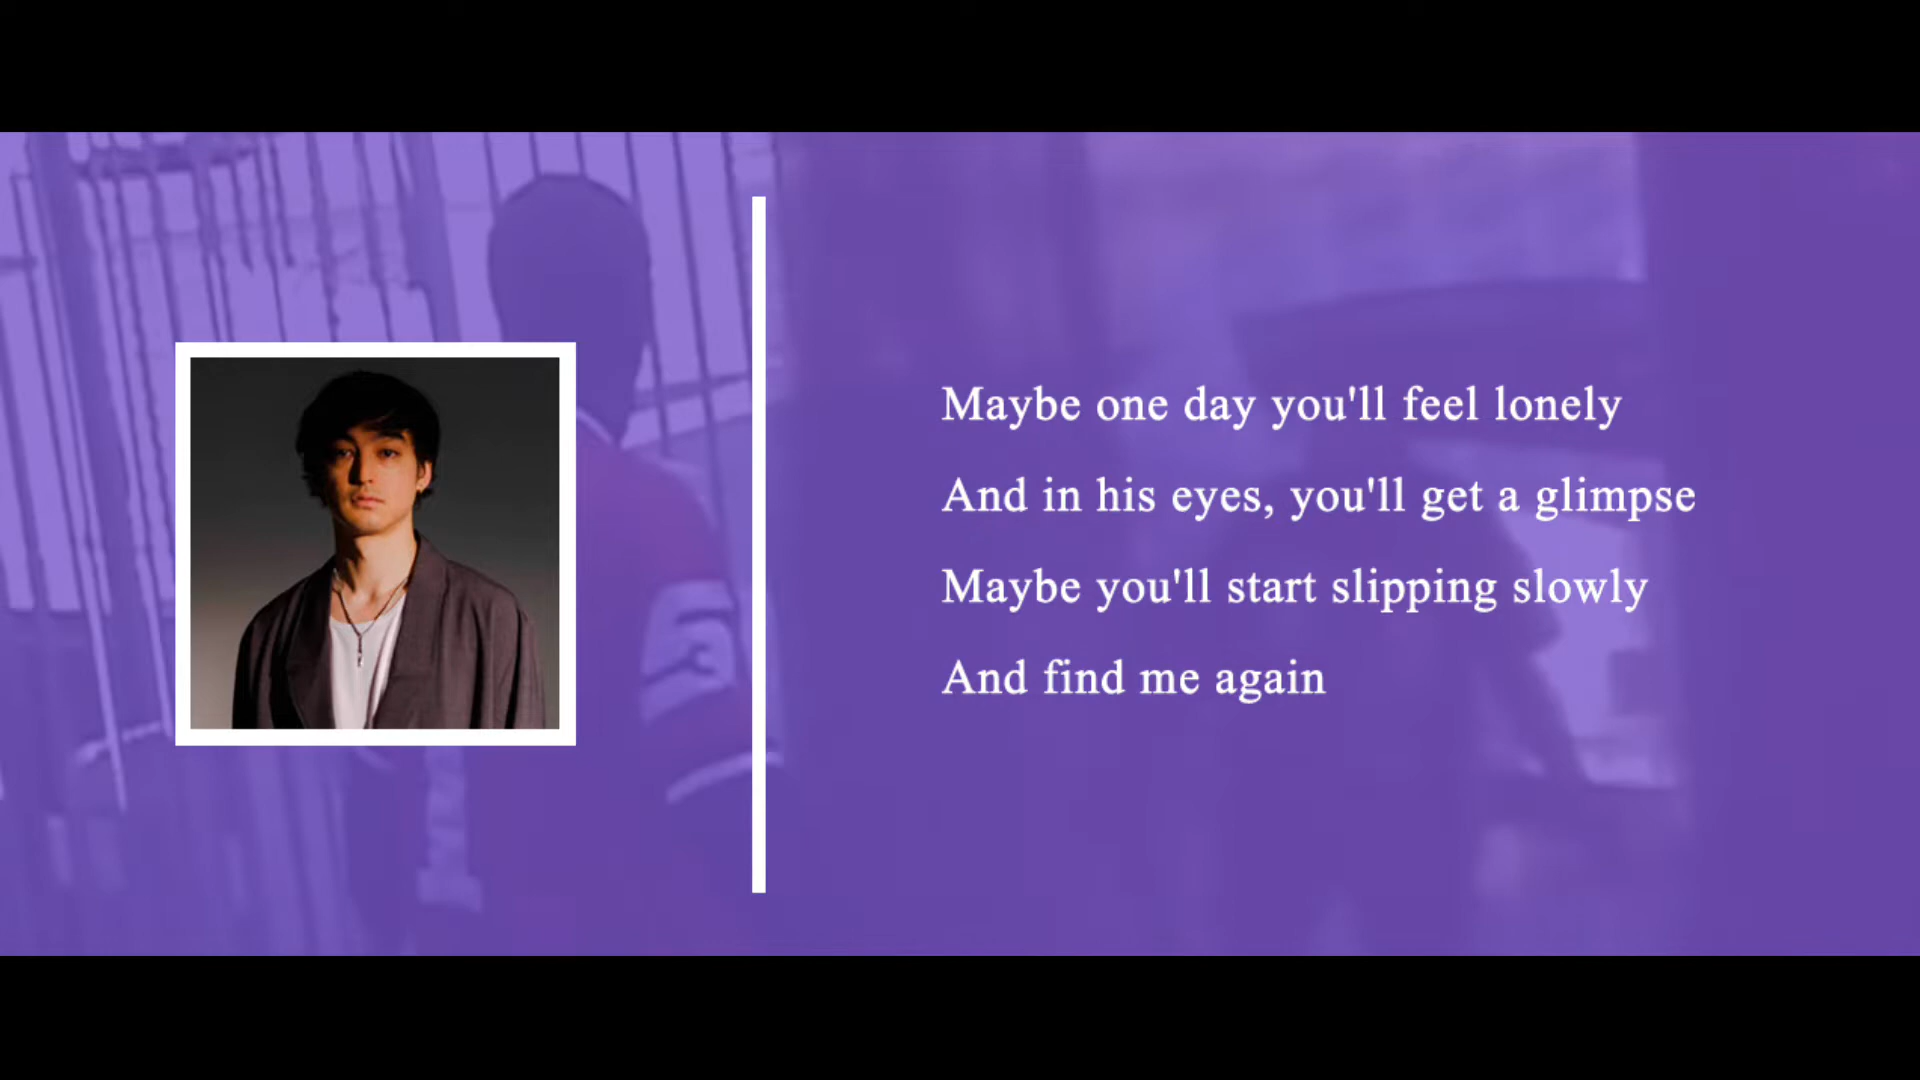 Maybe one day you'll feel lonely
And in his eyes, you'll get a glimpse
Maybe you'll start slipping slowly
And find me again